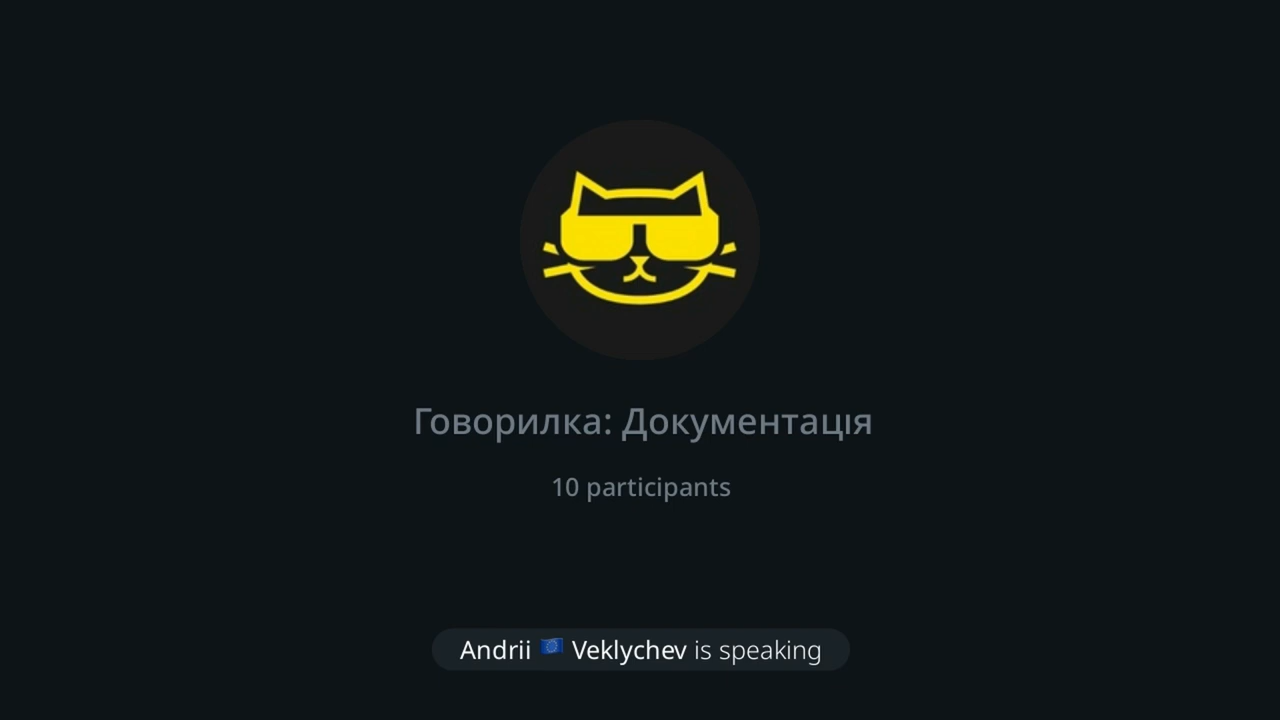 Говорилка: Документація
10 participants
Andrii 🇪🇺 Veklychev is speaking